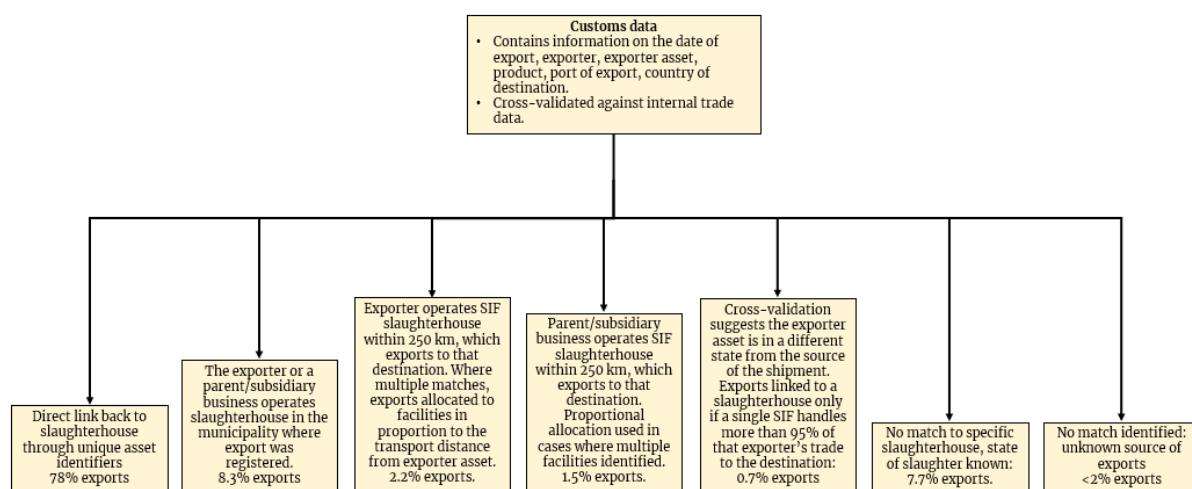 Customs data
• Contains information on the date of
export, exporter, exporter asset,
product, port of export, country of
destination.
• Cross-validated against internal trade
data.
Direct link back to
slaughterhouse
through unique asset
identifiers
78% exports
The exporter or a
parent/subsidiary
business operates
slaughterhouse in the
municipality where
export was
registered.
8.3% exports
Exporter operates SIF
slaughterhouse
within 250 km, which
exports to that
destination. Where
multiple matches,
exports allocated to
facilities in
proportion to the
transport distance
from exporter asset.
2.2% exports.
Parent/subsidiary
business operates SIF
slaughterhouse
within 250 km, which
exports to that
destination.
Proportional
allocation used in
cases where multiple
facilities identified.
1.5% exports.
Cross-validation
suggests the exporter
asset is in a different
state from the source
of the shipment.
Exports linked to a
slaughterhouse only
if a single SIF handles
more than 95% of
that exporter's trade
to the destination:
0.7% exports
No match to specific
slaughterhouse, state
of slaughter known:
7.7% exports.
No match identified:
unknown source of
exports
<2% exports